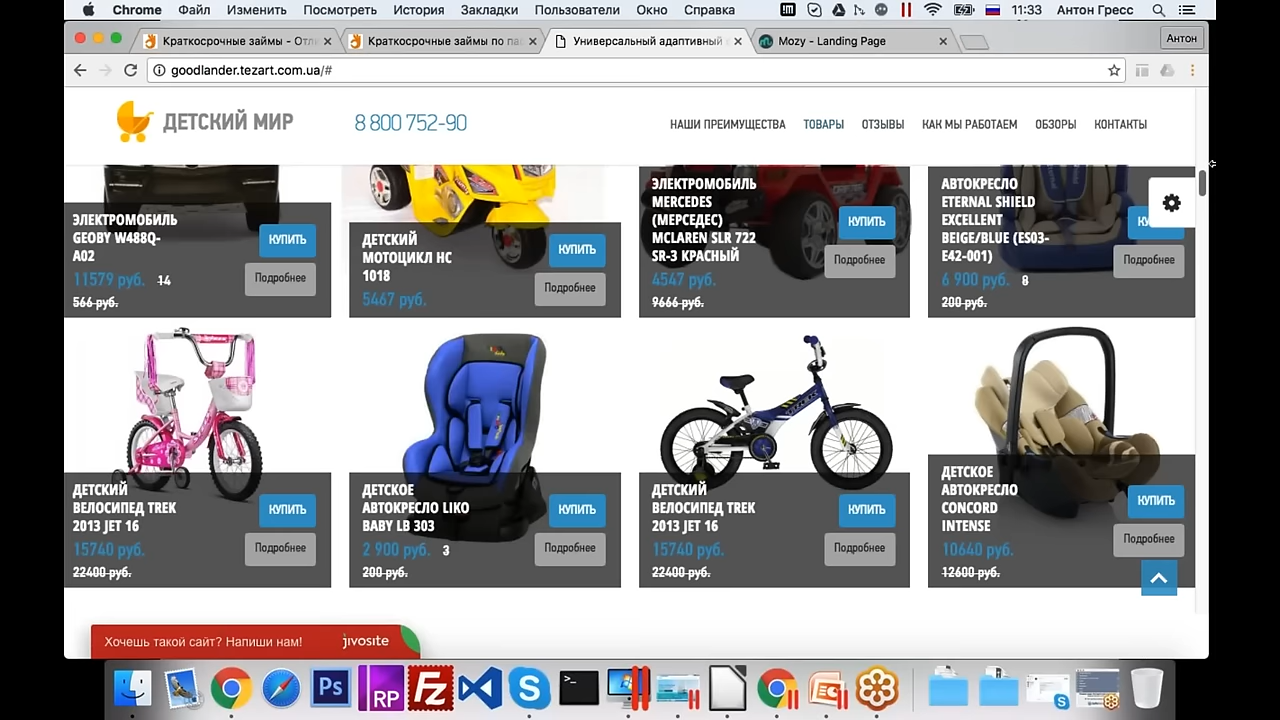 Chrome Файл Изменить Посмотреть История Закладки Пользователи Окно Справка 11:33 Антон Гресс
Краткосрочные займы - Отл
Краткосрочные займы по па
Универсальный адаптивный
Mozy - Landing Page
Антон
goodlander.tezart.com.ua/#
ДЕТСКИЙ МИР
8 800 752-90
НАШИ ПРЕИМУЩЕСТВА ТОВАРЫ ОТЗЫВЫ КАК МЫ РАБОТАЕМ ОБЗОРЫ КОНТАКТЫ
ЭЛЕКТРОМОБИЛЬ
GEOBY W488Q-
A02
11579 руб. 14
566 руб.
КУПИТЬ
Подробнее
ДЕТСКИЙ
МОТОЦИКЛ HC
1018
5467 руб.
КУПИТЬ
Подробнее
ЭЛЕКТРОМОБИЛЬ
MERCEDES
(МЕРСЕДЕС)
MCLAREN SLR 722
SR-3 КРАСНЫЙ
4547 руб.
9666 руб.
КУПИТЬ
Подробнее
АВТОКРЕСЛО
ETERNAL SHIELD
EXCELLENT
BEIGE/BLUE (ES03-
E42-001)
6 900 руб. 8
200 руб.
Подробнее
ДЕТСКИЙ
ВЕЛОСИПЕД TREK
2013 JET 16
15740 руб.
22400 руб.
КУПИТЬ
Подробнее
ДЕТСКОЕ
АВТОКРЕСЛО LIKO
BABY LB 303
2 900 руб. 3
200 руб.
КУПИТЬ
Подробнее
ДЕТСКИЙ
ВЕЛОСИПЕД TREK
2013 JET 16
15740 руб.
22400 руб.
КУПИТЬ
Подробнее
ДЕТСКОЕ
АВТОКРЕСЛО
CONCORD
INTENSE
10640 руб.
12600 руб.
КУПИТЬ
Подробнее
Хочешь такой сайт? Напиши нам! jivosite
Ps
RP
FZ